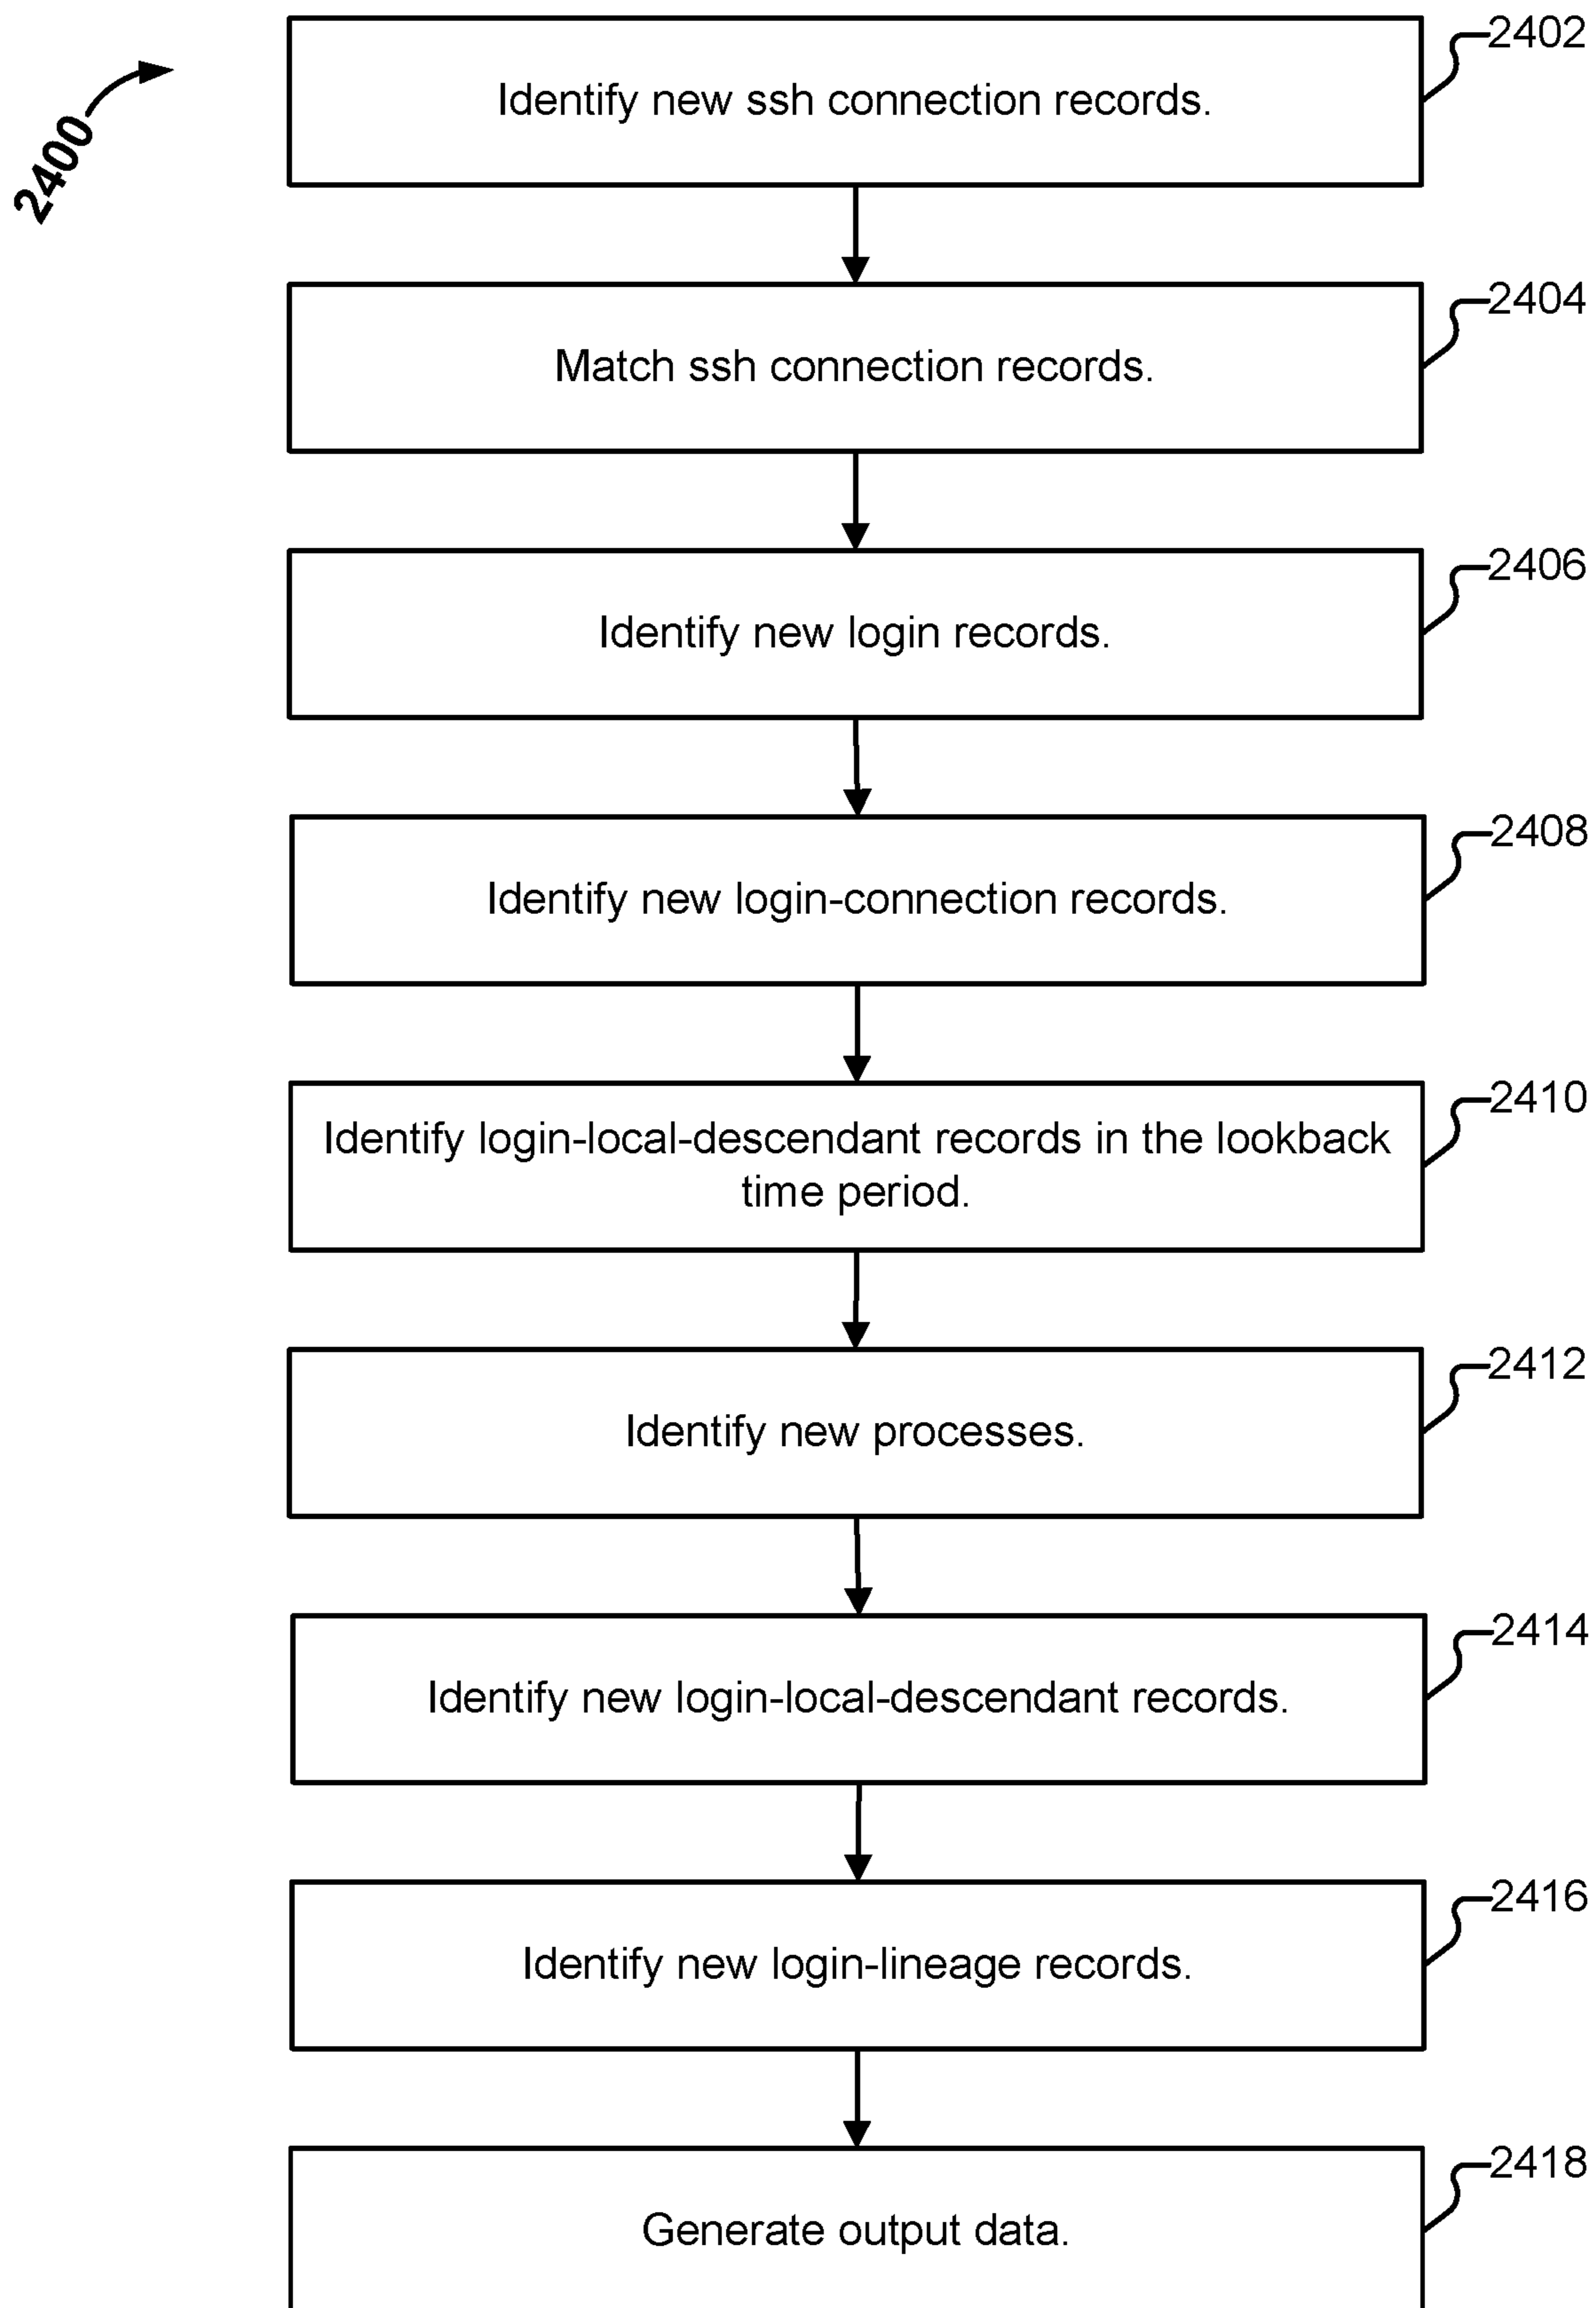 2400
Identify new ssh connection records.
2402
Match ssh connection records.
2404
Identify new login records.
2406
Identify new login-connection records.
2408
Identify login-local-descendant records in the lookback
time period.
2410
Identify new processes.
2412
Identify new login-local-descendant records.
2414
Identify new login-lineage records.
2416
Generate output data.
2418